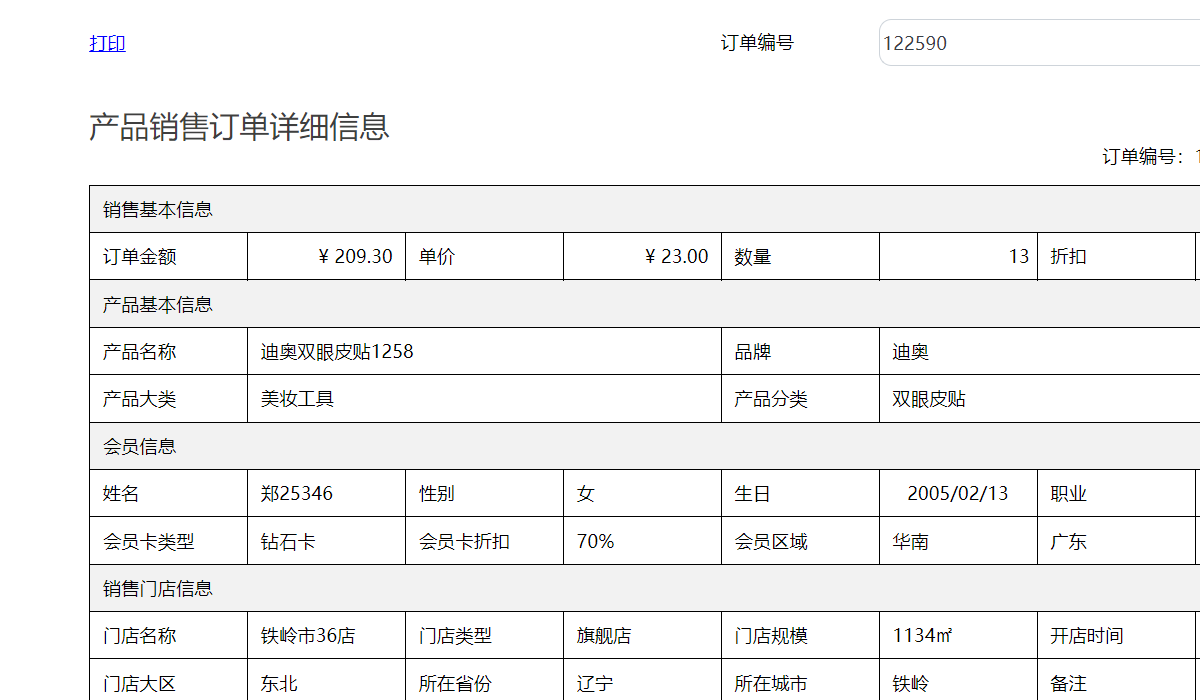 打印 订单编号 122590
产品销售订单详细信息
订单编号：
销售基本信息
订单金额 ¥ 209.30 单价 ¥ 23.00 数量 13 折扣
产品基本信息
产品名称 迪奥双眼皮贴1258 品牌 迪奥
产品大类 美妆工具 产品分类 双眼皮贴
会员信息
姓名 郑25346 性别 女 生日 2005/02/13 职业
会员卡类型 钻石卡 会员卡折扣 70% 会员区域 华南 广东
销售门店信息
门店名称 铁岭市36店 门店类型 旗舰店 门店规模 1134㎡ 开店时间
门店大区 东北 所在省份 辽宁 所在城市 铁岭 备注